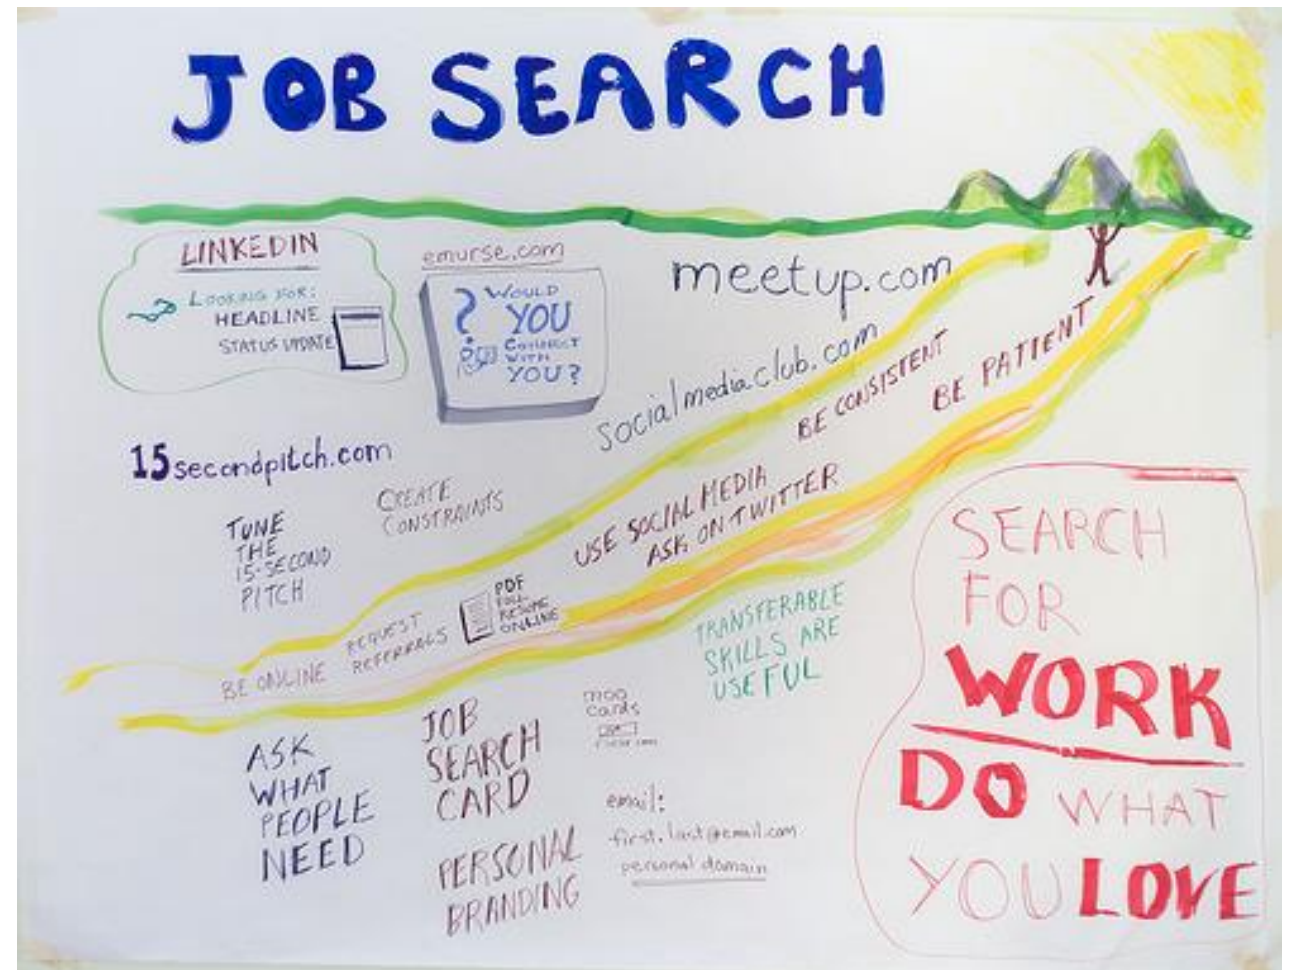 JOB SEARCH
LINKEDIN
LOOKING FOR:
HEADLINE
STATUS UPDATE
emurse.com
? WOULD
YOU
CONNECT
WITH
YOU?
meetup.com
socialmediaclub.com
BE CONSISTENT
BE PATIENT
15secondpitch.com
TUNE
THE
15-SECOND
PITCH
CREATE
CONSTRAINTS
USE SOCIAL MEDIA
ASK ON TWITTER
BE ONLINE
REQUEST
REFERRALS
PDF
FULL
RESUME
ONLINE
TRANSFERABLE
SKILLS ARE
USEFUL
ASK
WHAT
PEOPLE
NEED
JOB
SEARCH
CARD
PERSONAL
BRANDING
moo
cards
email:
first.last@email.com
personal domain
SEARCH
FOR
WORK
DO WHAT
YOU LOVE